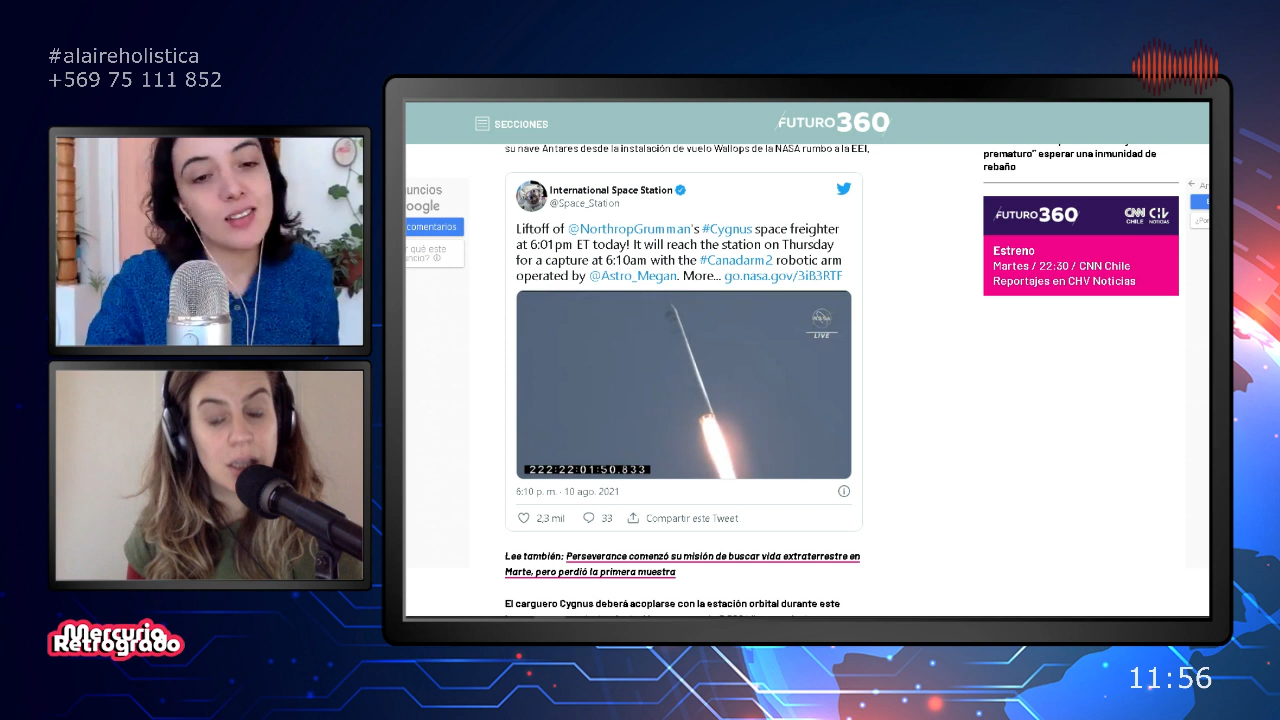 #alaireholistica
+569 75 111 852
SECCIONES
FUTURO360
su nave Antares desde la instalación de vuelo Wallops de la NASA rumbo a la EEI,
prematuro" esperar una inmunidad de
rebaño
uncios
oogle
comentarios
r qué este
uncio?
International Space Station
@Space_Station
Liftoff of @NorthropGrumman's #Cygnus space freighter
at 6:01 pm ET today! It will reach the station on Thursday
for a capture at 6:10am with the #Canadarm2 robotic arm
operated by @Astro_Megan. More... go.nasa.gov/3iB3RTF
LIVE
222:22:01:50.833
6:10 p. m. · 10 ago. 2021
2,3 mil
33
Compartir este Tweet
FUTURO360
CNN CHILE
CHV NOTICIAS
Estreno
Martes / 22:30 / CNN Chile
Reportajes en CHV Noticias
Lee también: Perseverance comenzó su misión de buscar vida extraterrestre en
Marte, pero perdió la primera muestra
El carguero Cygnus deberá acoplarse con la estación orbital durante este
Mercurio
Retrogrado
11:56